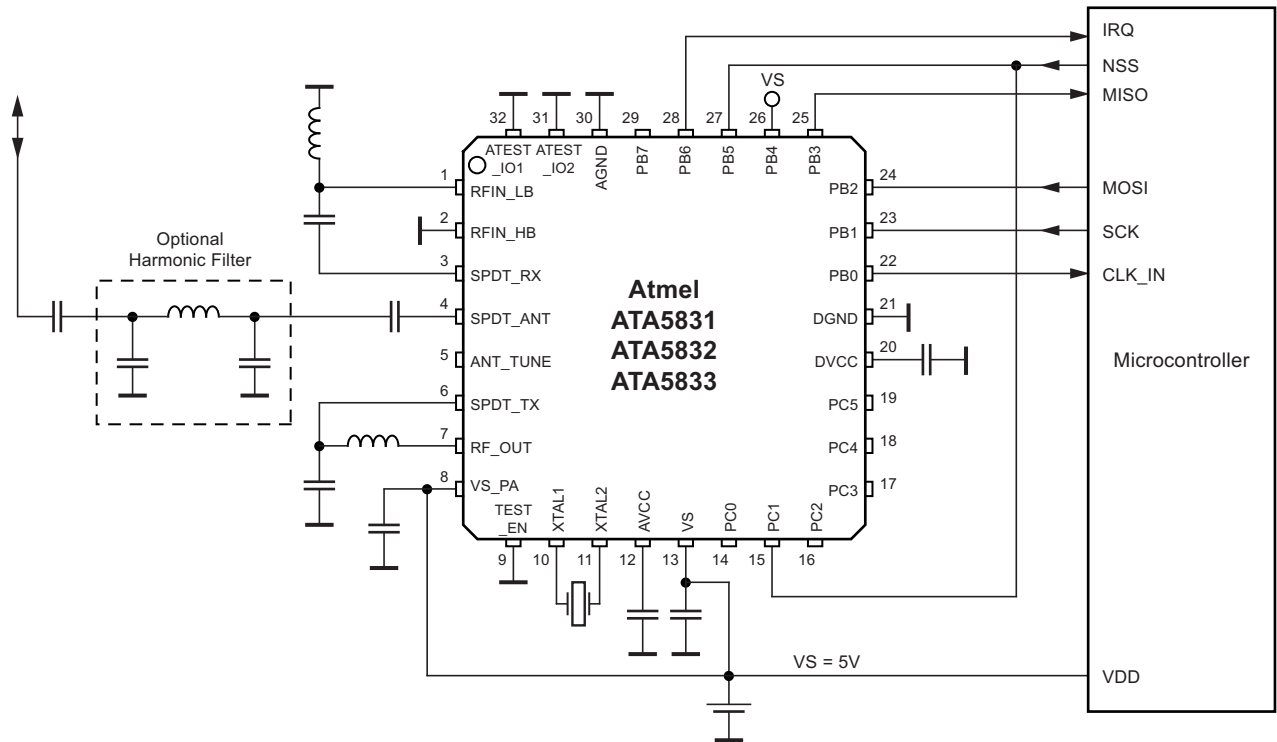 IRQ
NSS
MISO
MOSI
SCK
CLK_IN
Microcontroller
VDD
VS
32
31
30
29
28
27
26
25
ATEST
_IO1
ATEST
_IO2
AGND
PB7
PB6
PB5
PB4
PB3
1
RFIN_LB
2
RFIN_HB
3
SPDT_RX
4
SPDT_ANT
5
ANT_TUNE
6
SPDT_TX
7
RF_OUT
8
VS_PA
Optional
Harmonic Filter
Atmel
ATA5831
ATA5832
ATA5833
PB2
24
PB1
23
PB0
22
DGND
21
DVCC
20
PC5
19
PC4
18
PC3
17
TEST
_EN
XTAL1
XTAL2
AVCC
VS
PC0
PC1
PC2
9
10
11
12
13
14
15
16
VS = 5V